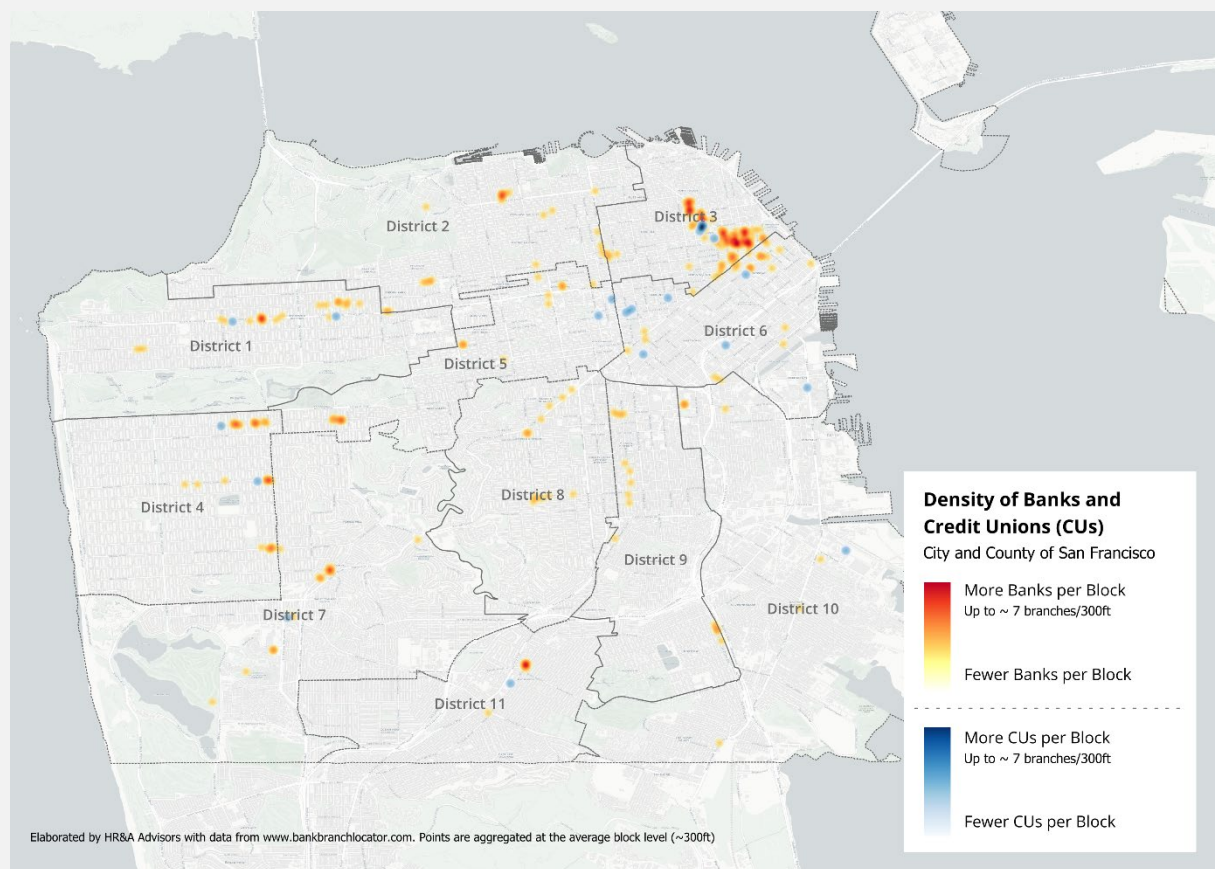 District 2
District 3
District 1
District 6
District 5
District 4
District 8
District 9
District 7
District 10
District 11
Density of Banks and
Credit Unions (CUs)
City and County of San Francisco
More Banks per Block
Up to ~ 7 branches/300ft
Fewer Banks per Block
More CUs per Block
Up to ~ 7 branches/300ft
Fewer CUs per Block
Elaborated by HR&A Advisors with data from www.bankbranchlocator.com. Points are aggregated at the average block level (~300ft)